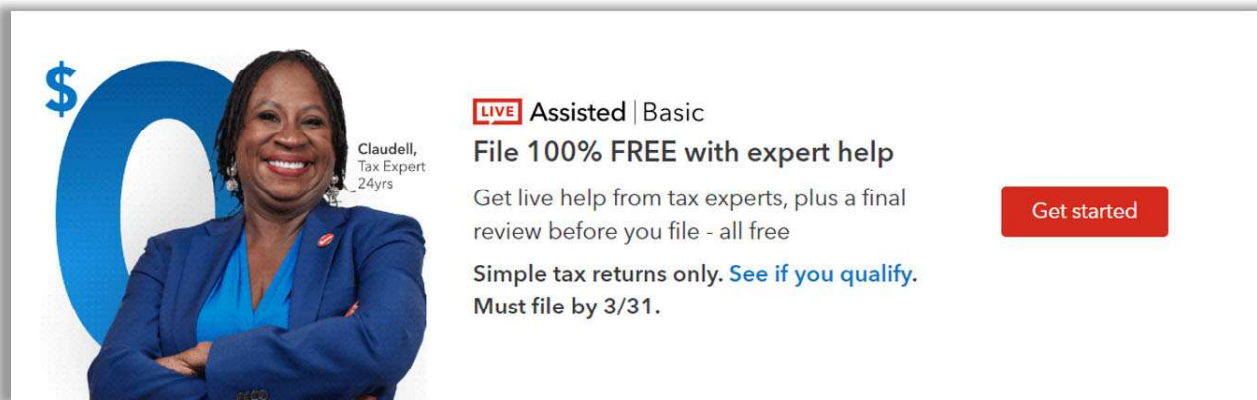 $0
Claudell,
Tax Expert
24yrs
LIVE Assisted | Basic
File 100% FREE with expert help
Get live help from tax experts, plus a final
review before you file - all free
Simple tax returns only. See if you qualify.
Must file by 3/31.
Get started